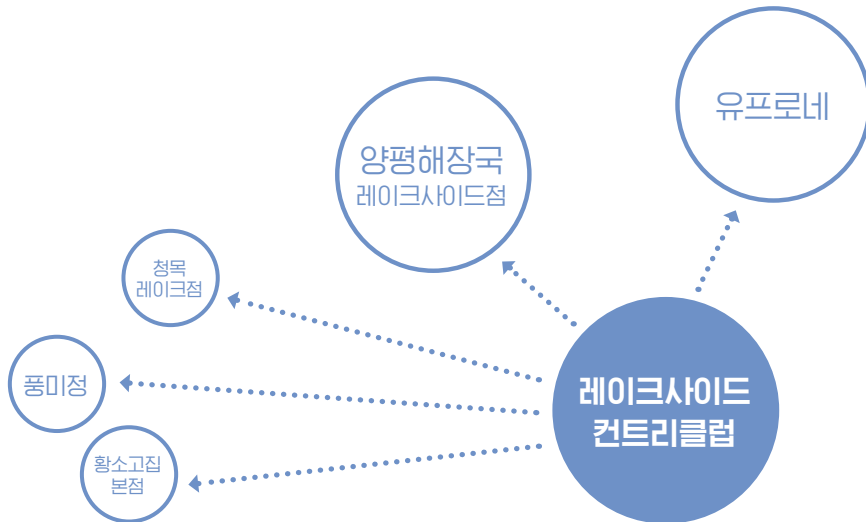 유프로네
양평해장국
레이크사이드점
청목
레이크점
풍미정
황소고집
본점
레이크사이드
컨트리클럽